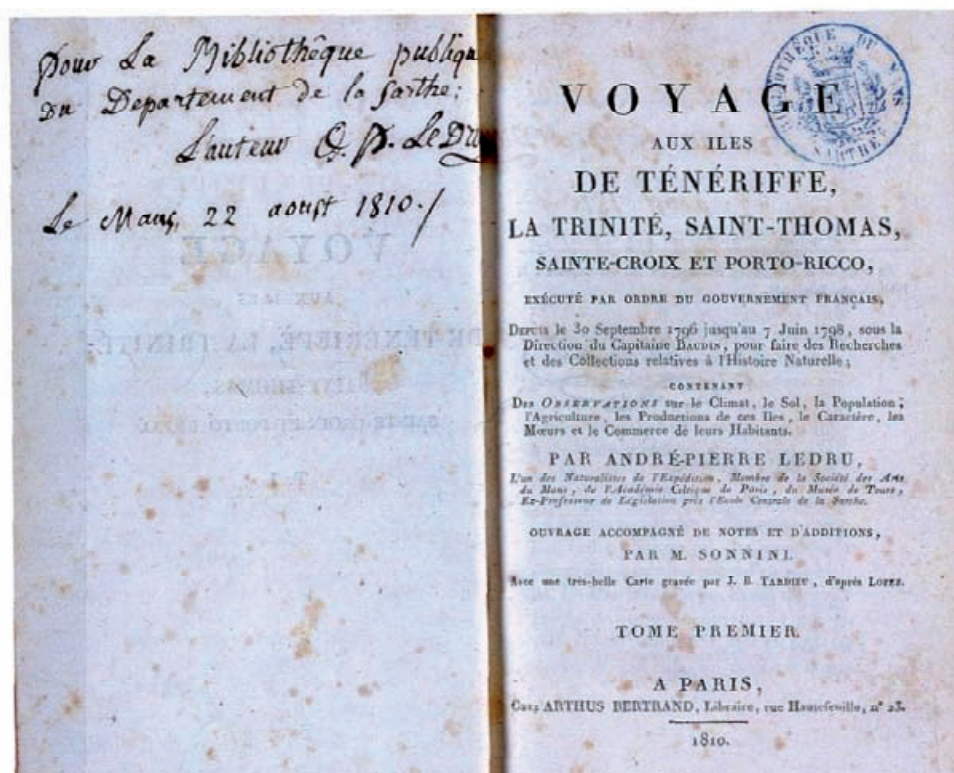 Pour La Bibliothêque publiqu
du Departement de la Sarthe:
L'auteur A. P. LeDru
Le Mans, 22 aoust 1810./
BIBLIOTHÈQUE DU MANS
SARTHE
VOYAGE
AUX ILES
DE TÉNÉRIFFE,
LA TRINITÉ, SAINT-THOMAS,
SAINTE-CROIX ET PORTO-RICCO,
EXÉCUTÉ PAR ORDRE DU GOUVERNEMENT FRANÇAIS,
Depuis le 30 Septembre 1796 jusqu'au 7 Juin 1798, sous la
Direction du Capitaine BAUDIN, pour faire des Recherches
et des Collections relatives à l'Histoire Naturelle;
CONTENANT
Des OBSERVATIONS sur le Climat, le Sol, la Population,
l'Agriculture, les Productions de ces Iles, le Caractère, les
Mœurs et le Commerce de leurs Habitants.
PAR ANDRÉ-PIERRE LEDRU,
L'un des Naturalistes de l'Expédition, Membre de la Société des Arts
du Mans, de l'Académie Celtique de Paris, du Musée de Tours,
Ex-Professeur de Législation près l'Ecole Centrale de la Sarthe.
OUVRAGE ACCOMPAGNÉ DE NOTES ET D'ADDITIONS,
PAR M. SONNINI.
Avec une très-belle Carte gravée par J. B. TARDIEU, d'après LOPEZ.
TOME PREMIER.
A PARIS,
Chez ARTHUS BERTRAND, Libraire, rue Hautefeuille, n° 23.
1810.